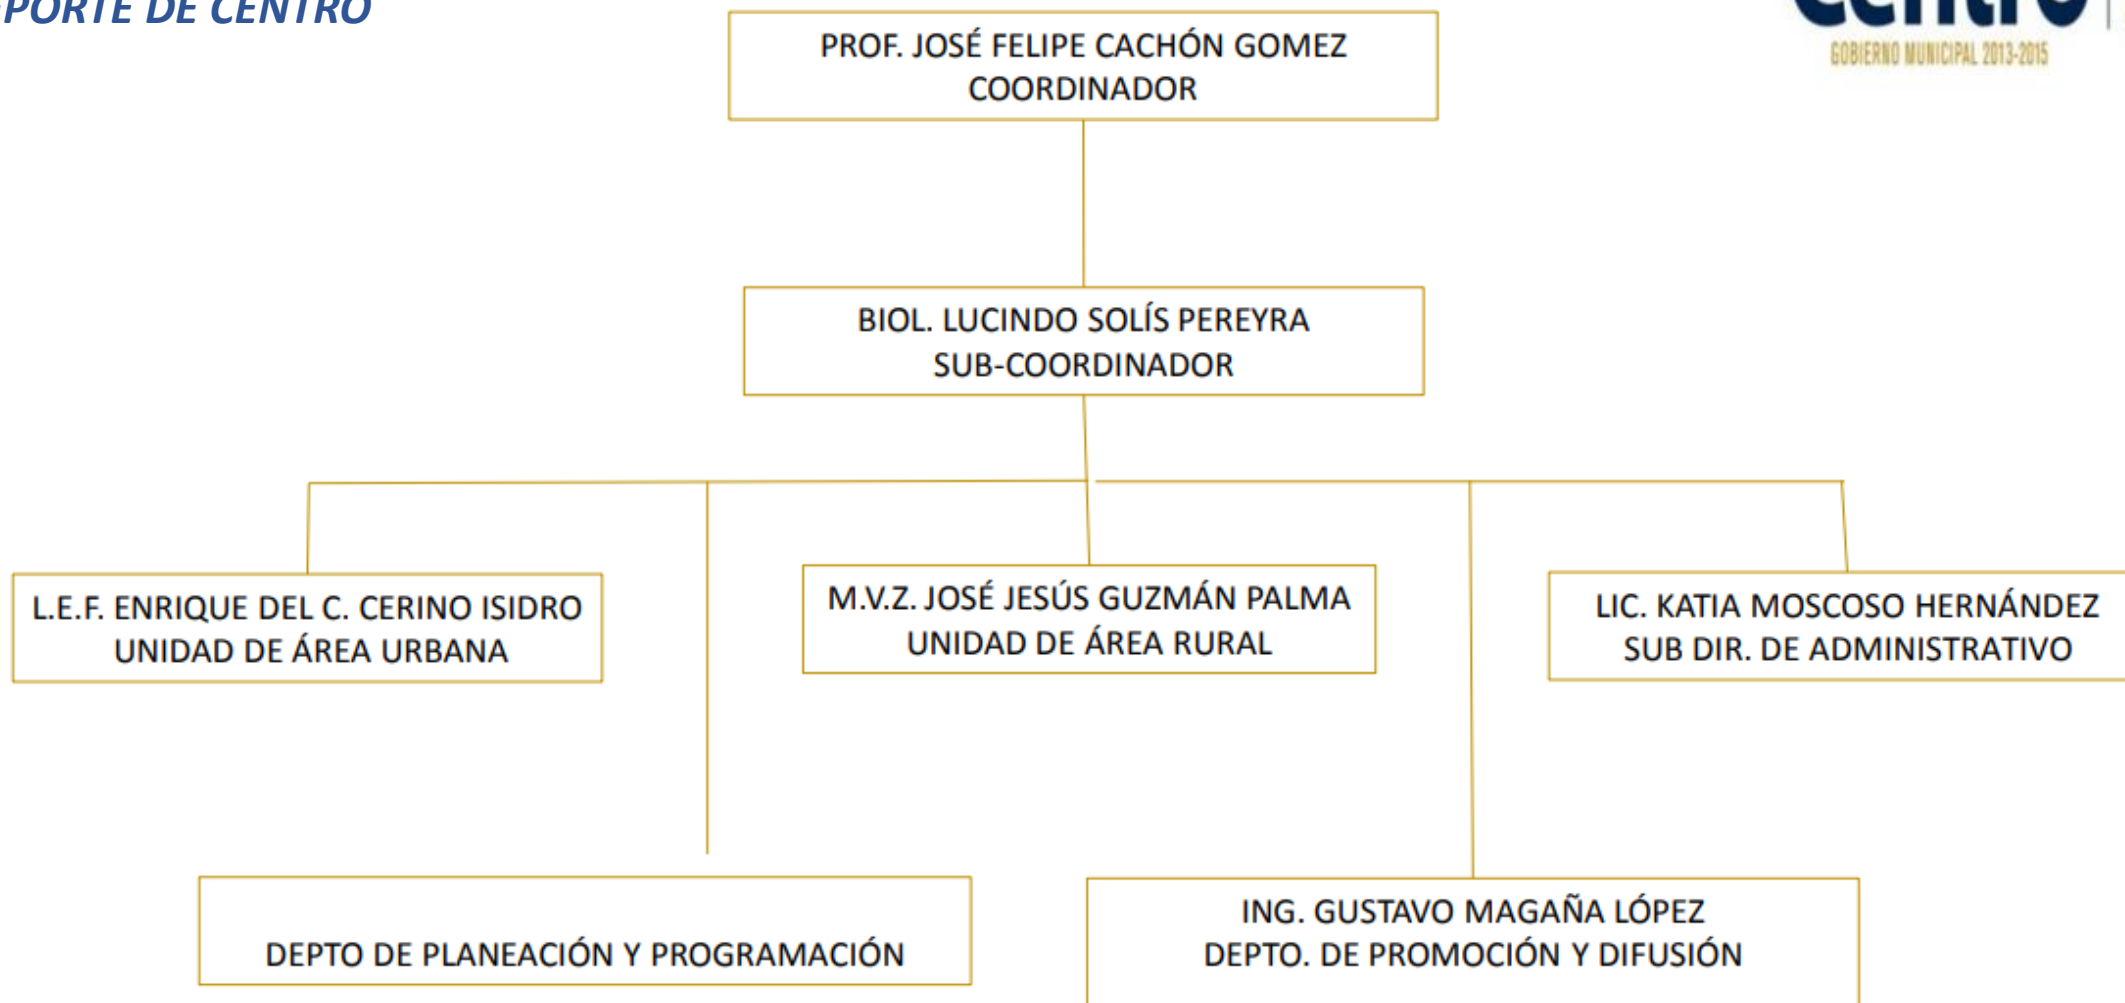 DE CENTRO
GOBIERNO MUNICIPAL 2013-2015
PROF. JOSÉ FELIPE CACHÓN GOMEZ
COORDINADOR
BIOL. LUCINDO SOLÍS PEREYRA
SUB-COORDINADOR
L.E.F. ENRIQUE DEL C. CERINO ISIDRO
UNIDAD DE ÁREA URBANA
M.V.Z. JOSÉ JESÚS GUZMÁN PALMA
UNIDAD DE ÁREA RURAL
LIC. KATIA MOSCOSO HERNÁNDEZ
SUB DIR. DE ADMINISTRATIVO
DEPTO DE PLANEACIÓN Y PROGRAMACIÓN
ING. GUSTAVO MAGAÑA LÓPEZ
DEPTO. DE PROMOCIÓN Y DIFUSIÓN